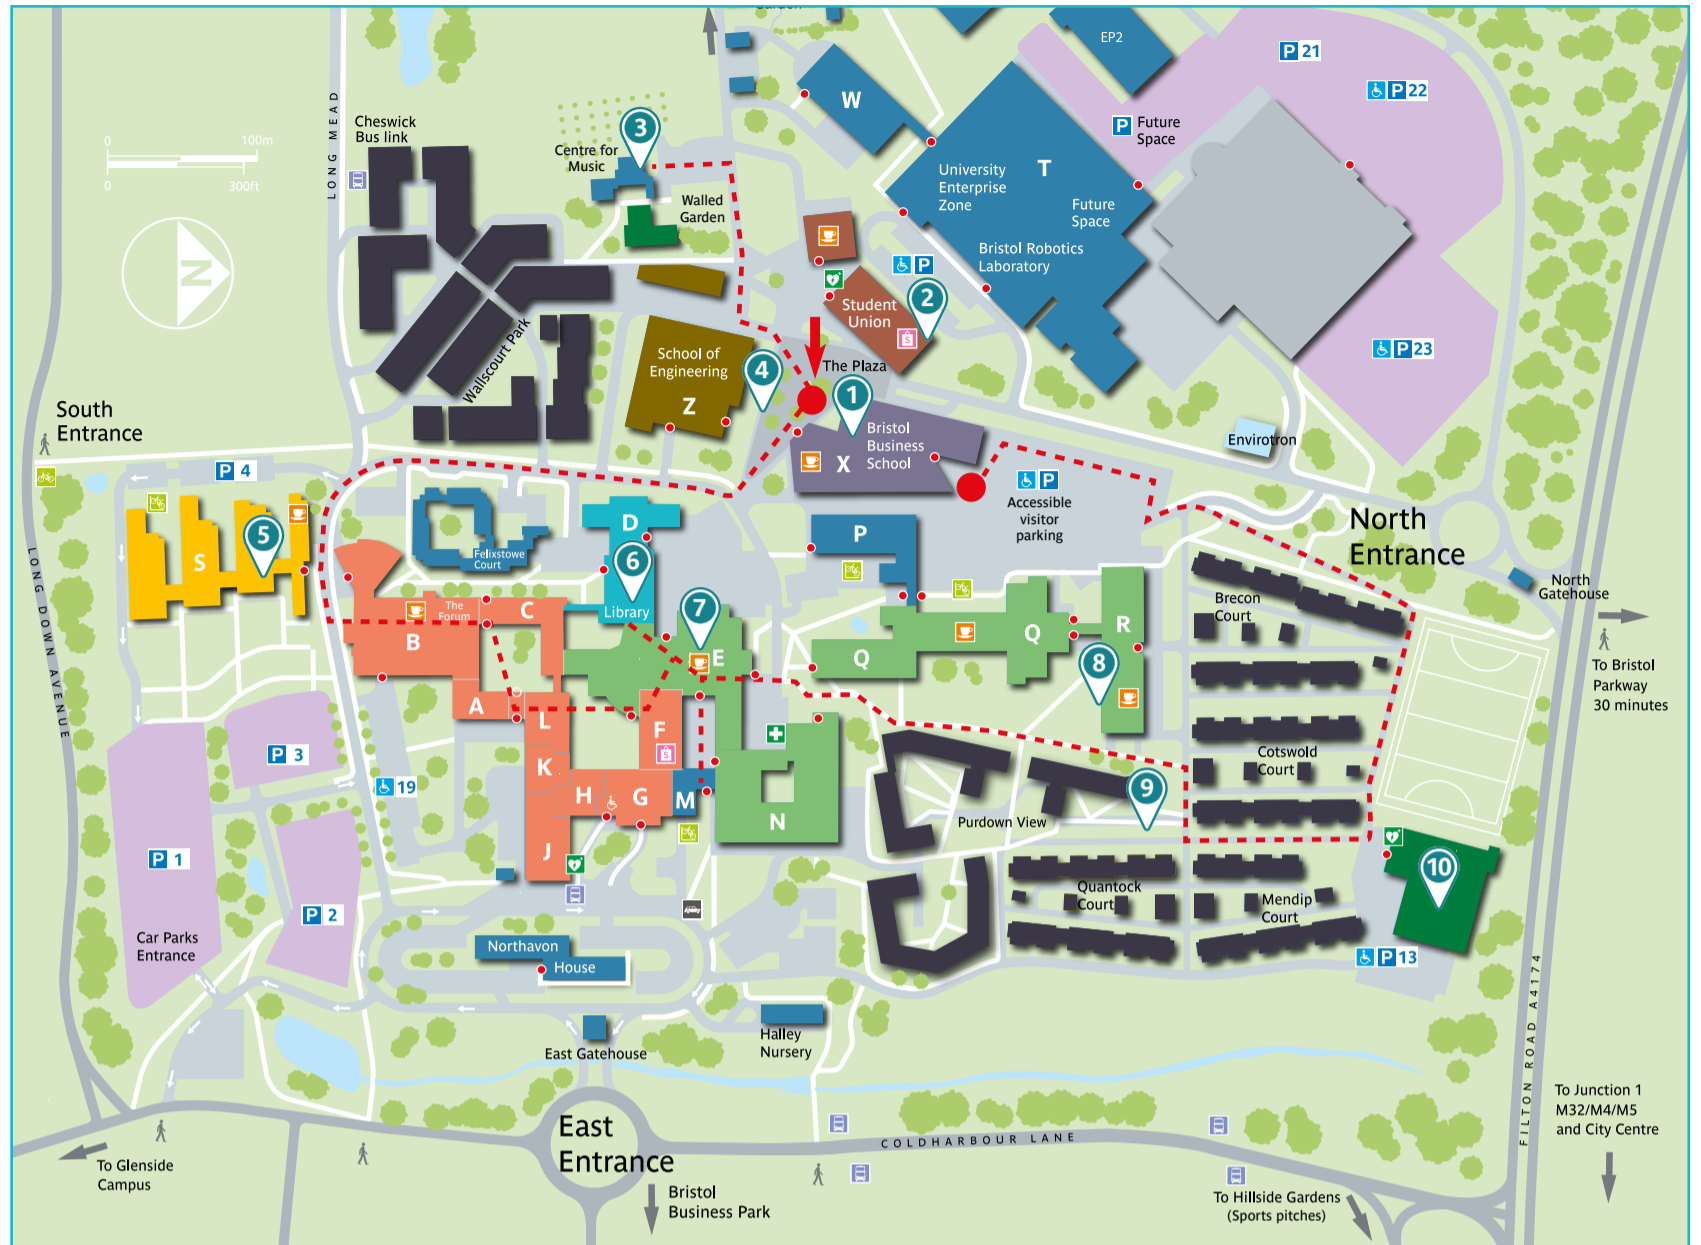 EP2
P 21
P 22
W
Cheswick
Bus link
LONG MEAD
0
100m
0
300ft
3
Centre for
Music
Future
Space
P
T
University
Enterprise
Zone
Future
Space
Walled
Garden
N
Bristol Robotics
Laboratory
P
2
Student
Union
Wallscourt Park
School of
Engineering
Z
4
The Plaza
1
P 23
South
Entrance
Bristol
Business
School
X
Envirotron
P 4
P
Accessible
visitor
parking
North
Entrance
D
P
S
5
Felixstowe
Court
6
Library
7
North
Gatehouse
Brecon
Court
The
Forum
C
B
E
Q
Q
R
8
To Bristol
Parkway
30 minutes
LONG DOWN AVENUE
A
L
F
P 3
K
Cotswold
Court
19
H
G
M
N
9
Purdown View
J
P 1
P 2
10
Quantock
Court
Mendip
Court
Car Parks
Entrance
Northavon
House
P 13
FILTON ROAD A4174
Halley
Nursery
East Gatehouse
To Junction 1
M32/M4/M5
and City Centre
East
Entrance
COLDHARBOUR LANE
To Glenside
Campus
Bristol
Business Park
To Hillside Gardens
(Sports pitches)